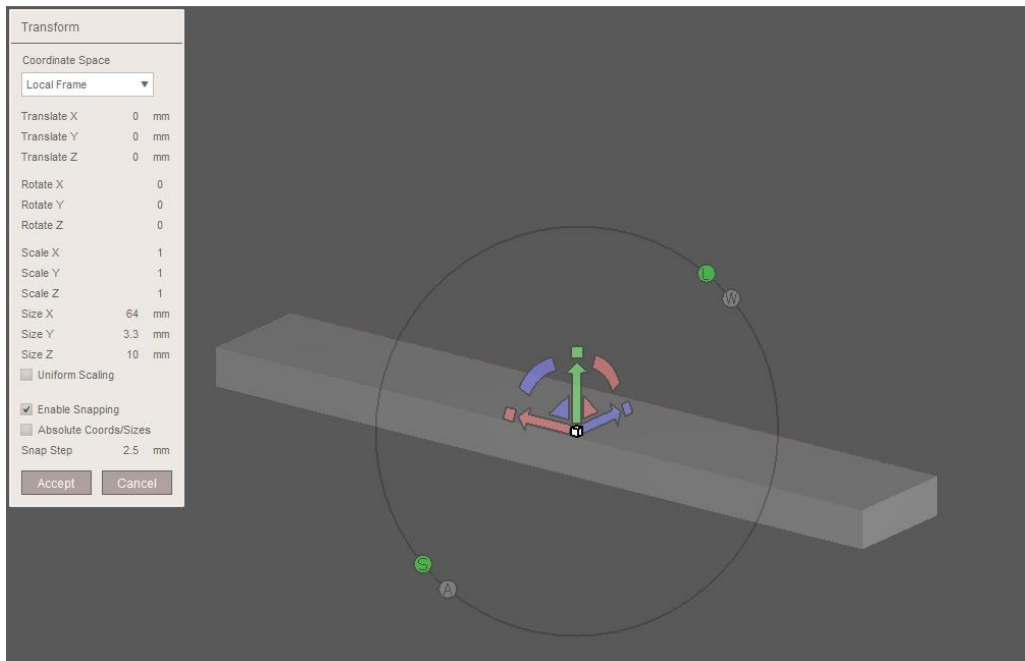 Transform
Coordinate Space
Local Frame
Translate X 0 mm
Translate Y 0 mm
Translate Z 0 mm
Rotate X 0
Rotate Y 0
Rotate Z 0
Scale X 1
Scale Y 1
Scale Z 1
Size X 64 mm
Size Y 3.3 mm
Size Z 10 mm
Uniform Scaling
Enable Snapping
Absolute Coords/Sizes
Snap Step 2.5 mm
Accept Cancel
L
W
S
A